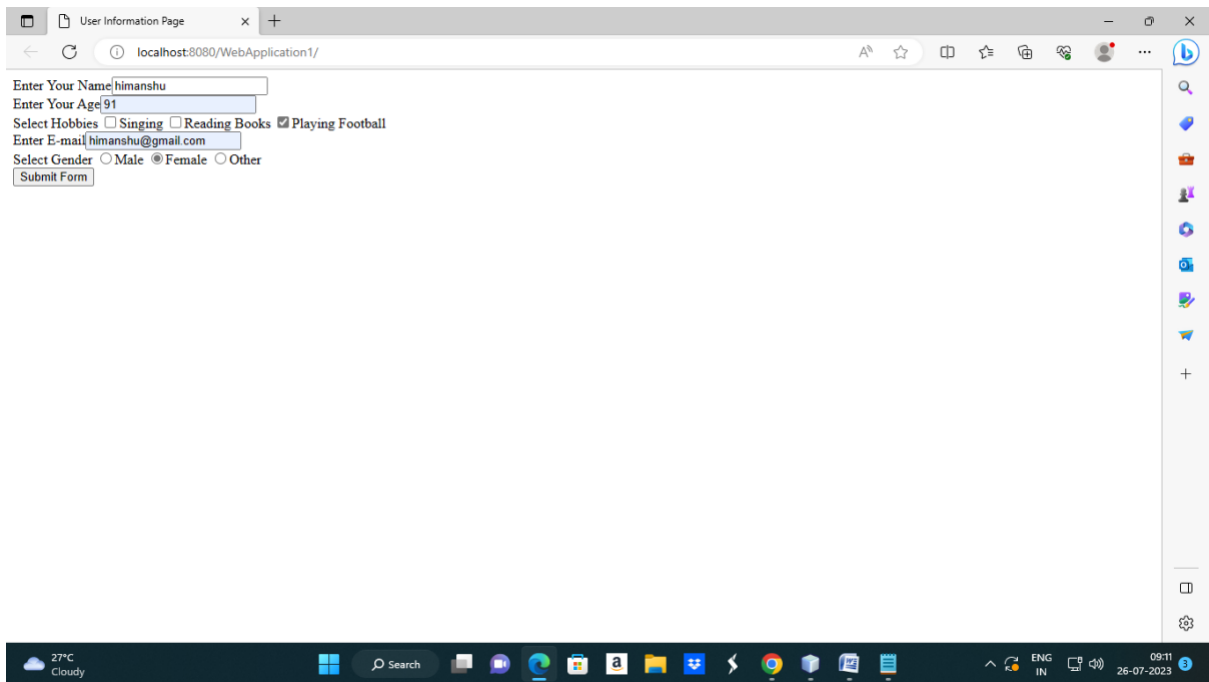 User Information Page
localhost:8080/WebApplication1/
Enter Your Name himanshu
Enter Your Age 91
Select Hobbies Singing Reading Books Playing Football
Enter E-mail himanshu@gmail.com
Select Gender Male Female Other
Submit Form
27°C
Cloudy
Search
ENG
IN
09:11
26-07-2023
3